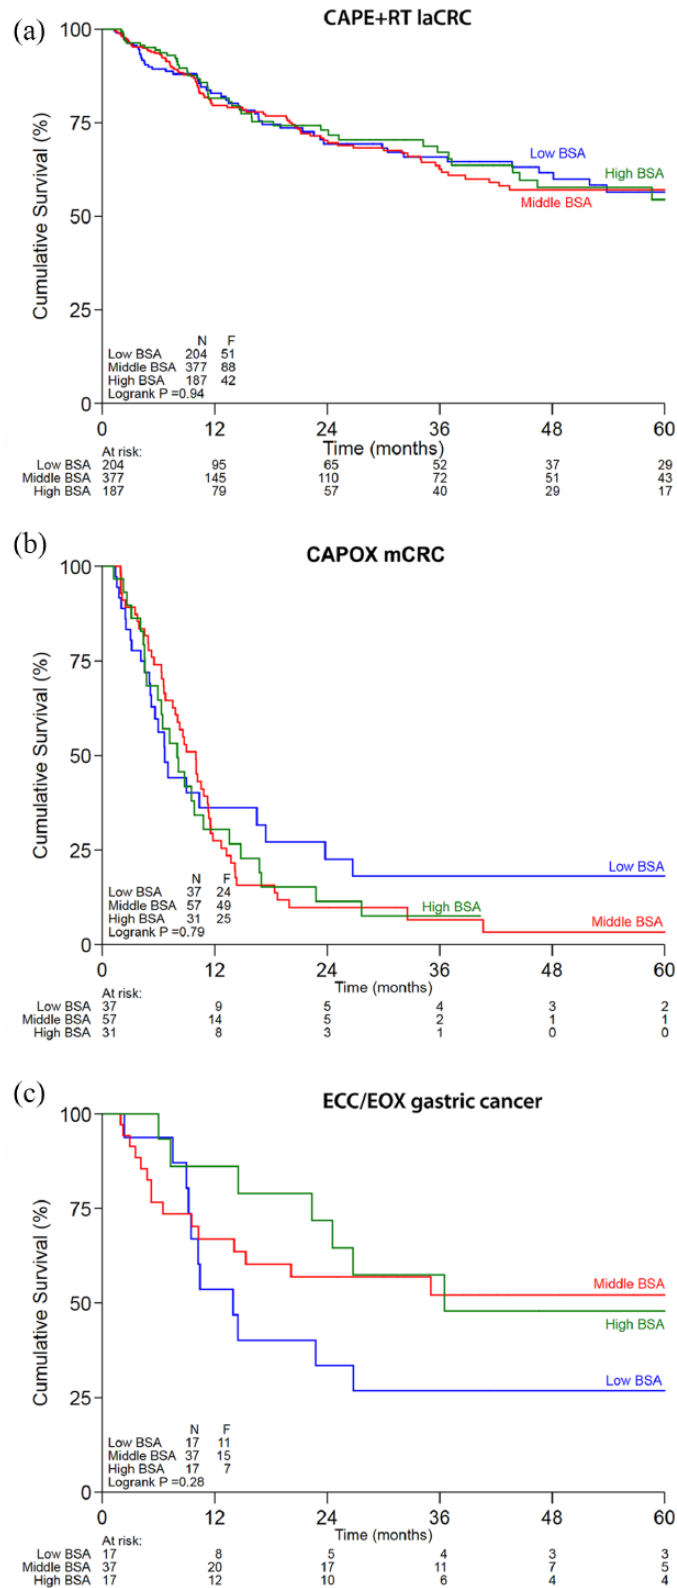 (a)
CAPE+RT laCRC
100
75
50
25
0
Cumulative Survival (%)
Low BSA
High BSA
Middle BSA
N F
Low BSA 204 51
Middle BSA 377 88
High BSA 187 42
Logrank P =0.94
0 12 24 36 48 60
Time (months)
At risk:
Low BSA 204 95 65 52 37 29
Middle BSA 377 145 110 72 51 43
High BSA 187 79 57 40 29 17
(b)
CAPOX mCRC
100
75
50
25
0
Cumulative Survival (%)
Low BSA
High BSA
Middle BSA
N F
Low BSA 37 24
Middle BSA 57 49
High BSA 31 25
Logrank P =0.79
0 12 24 36 48 60
Time (months)
At risk:
Low BSA 37 9 5 4 3 2
Middle BSA 57 14 5 2 1 1
High BSA 31 8 3 1 0 0
(c)
ECC/EOX gastric cancer
100
75
50
25
0
Cumulative Survival (%)
Middle BSA
High BSA
Low BSA
N F
Low BSA 17 11
Middle BSA 37 15
High BSA 17 7
Logrank P =0.28
0 12 24 36 48 60
Time (months)
At risk:
Low BSA 17 8 5 4 3 3
Middle BSA 37 20 17 11 7 5
High BSA 17 12 10 6 4 4